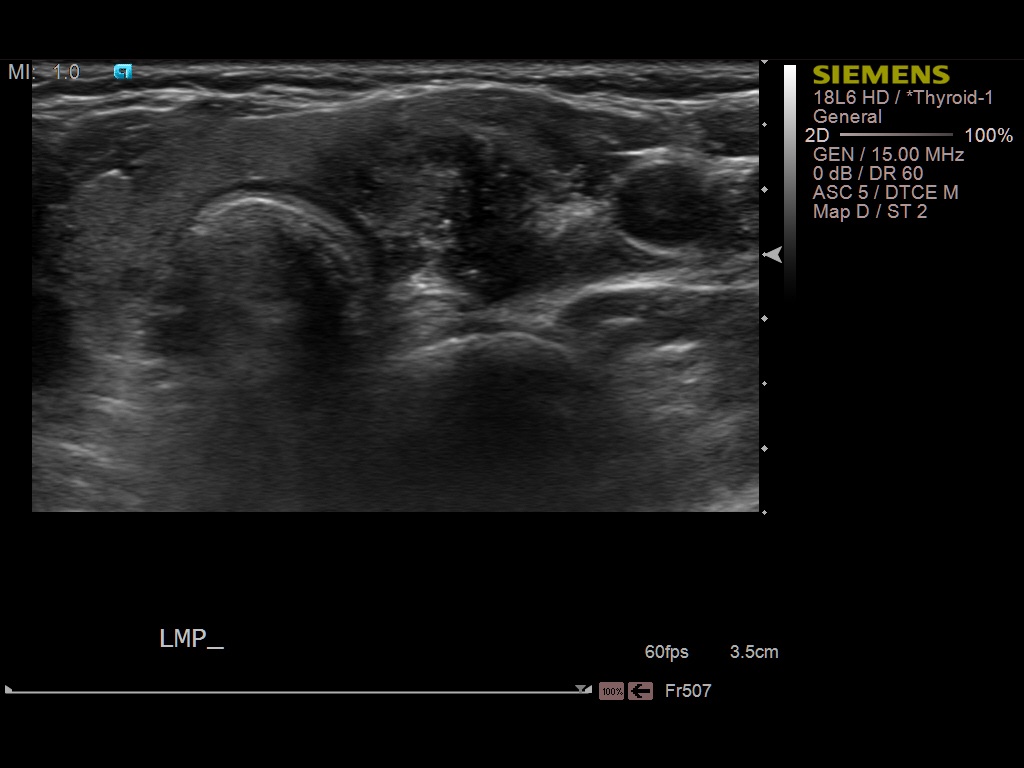 MI: 1.0
SIEMENS
18L6 HD / *Thyroid-1
General
2D 100%
GEN / 15.00 MHz
0 dB / DR 60
ASC 5 / DTCE M
Map D / ST 2
LMP_
60fps 3.5cm
100% Fr507